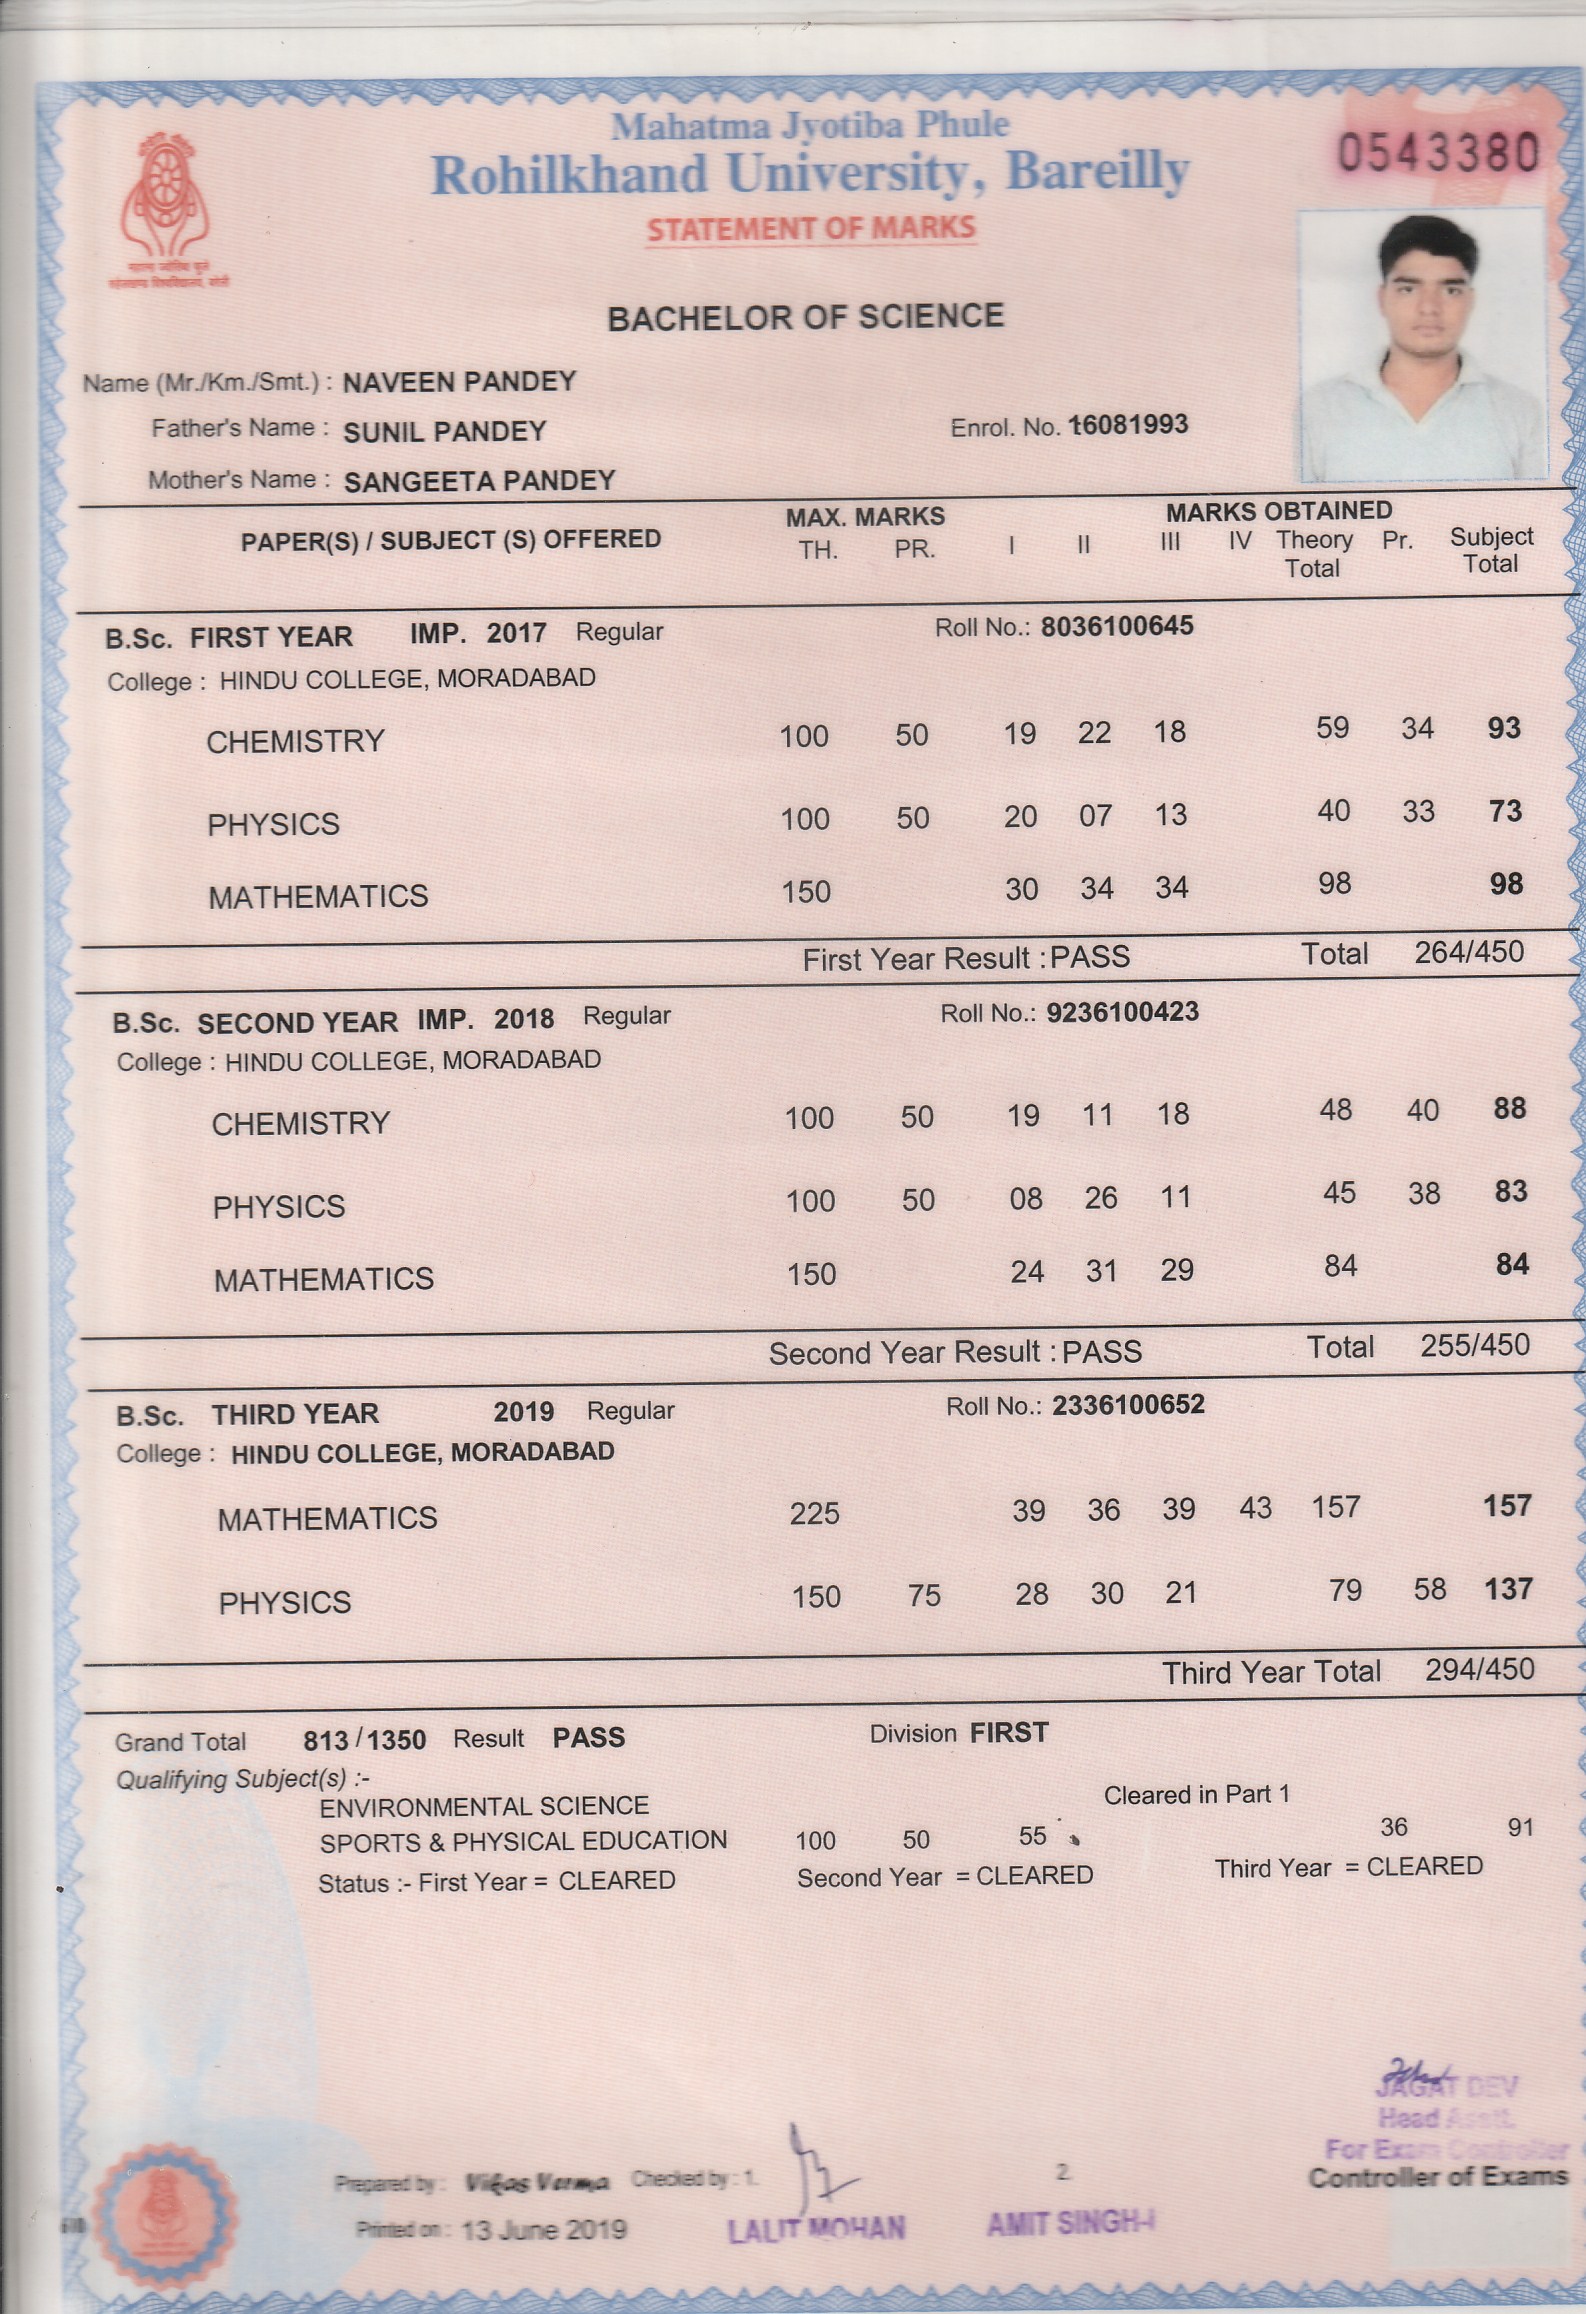 Mahatma Jyotiba Phule
Rohilkhand University, Bareilly
0543380
STATEMENT OF MARKS
महात्मा ज्योतिबा फुले
रुहेलखण्ड विश्वविद्यालय, बरेली
BACHELOR OF SCIENCE
Name (Mr./Km./Smt.) : NAVEEN PANDEY
Father's Name : SUNIL PANDEY Enrol. No. 16081993
Mother's Name : SANGEETA PANDEY
PAPER(S) / SUBJECT (S) OFFERED MAX. MARKS MARKS OBTAINED
TH. PR. I II III IV Theory Total Pr. Subject Total
B.Sc. FIRST YEAR IMP. 2017 Regular Roll No.: 8036100645
College : HINDU COLLEGE, MORADABAD
CHEMISTRY 100 50 19 22 18 59 34 93
PHYSICS 100 50 20 07 13 40 33 73
MATHEMATICS 150 30 34 34 98 98
First Year Result : PASS Total 264/450
B.Sc. SECOND YEAR IMP. 2018 Regular Roll No.: 9236100423
College : HINDU COLLEGE, MORADABAD
CHEMISTRY 100 50 19 11 18 48 40 88
PHYSICS 100 50 08 26 11 45 38 83
MATHEMATICS 150 24 31 29 84 84
Second Year Result : PASS Total 255/450
B.Sc. THIRD YEAR 2019 Regular Roll No.: 2336100652
College : HINDU COLLEGE, MORADABAD
MATHEMATICS 225 39 36 39 43 157 157
PHYSICS 150 75 28 30 21 79 58 137
Third Year Total 294/450
Grand Total 813 / 1350 Result PASS Division FIRST
Qualifying Subject(s) :-
ENVIRONMENTAL SCIENCE Cleared in Part 1
SPORTS & PHYSICAL EDUCATION 100 50 55 36 91
Status :- First Year = CLEARED Second Year = CLEARED Third Year = CLEARED
JAGAT DEV
Head Asstt.
For Exam Controller
Controller of Exams
Prepared by : Vikas Verma Checked by : 1. 2.
Printed on : 13 June 2019 LALIT MOHAN AMIT SINGH-I